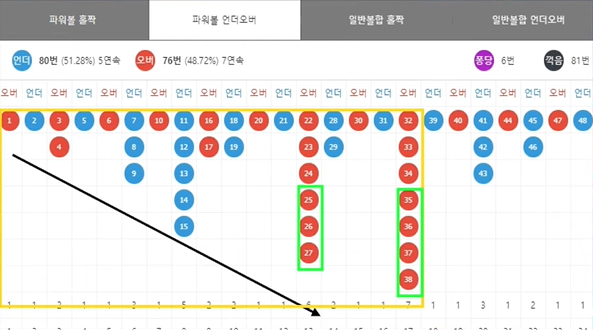 파워볼 홀짝 파워볼 언더오버 일반볼합 홀짝 일반볼합 언더오버
언더 80번 (51.28%) 5연속 오버 76번 (48.72%) 7연속 퐁당 6번 꺽음 81번
오버 언더 오버 언더 오버 언더 오버 언더 오버 언더 오버 언더 오버 언더 오버 언더 오버 언더 오버 언더 오버 언더 오버 언더
1 2 3 5 6 7 10 11 16 18 20 21 22 28 30 31 32 39 40 41 44 45 47 48
4 8 12 17 19 23 29 33 42 46
9 13 24 34 43
14 25 35
15 26 36
27 37
38
1 1 2 1 1 3 1 5 2 2 1 1 6 2 1 1 7 1 1 3 1 2 1 1